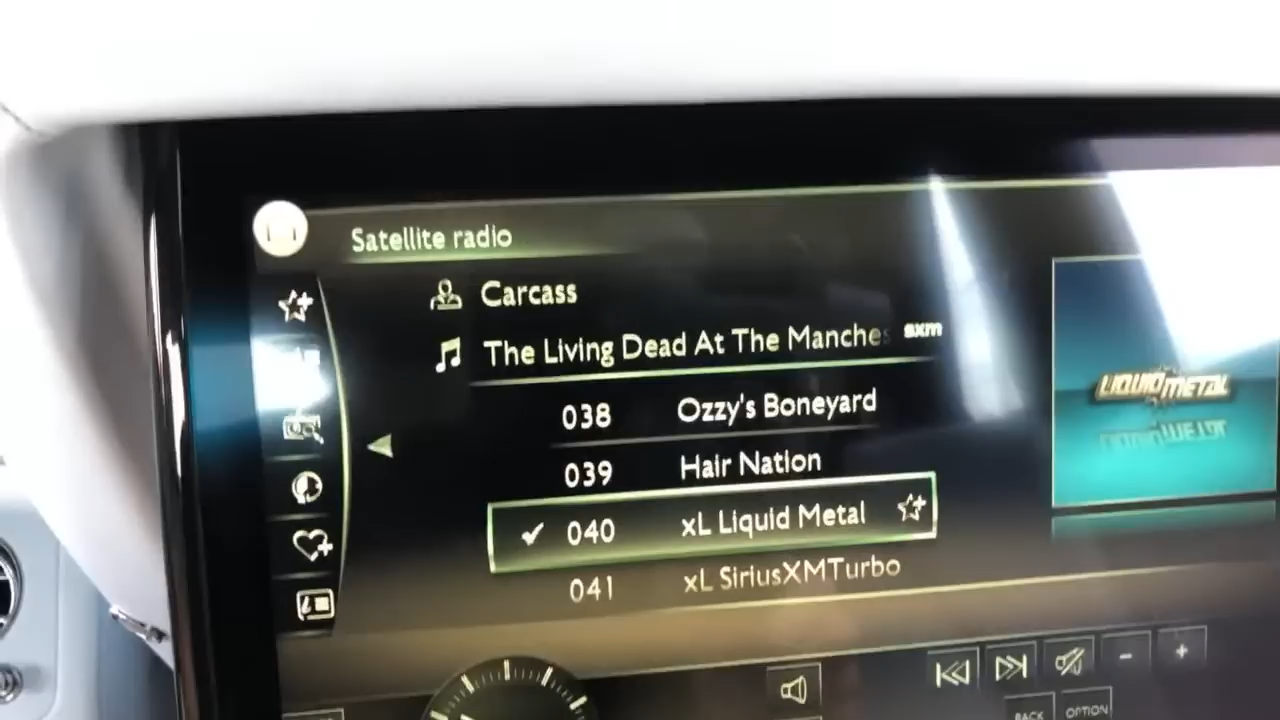 Satellite radio
Carcass
The Living Dead At The Manches
sxm
038 Ozzy's Boneyard
039 Hair Nation
040 xL Liquid Metal
041 xL SiriusXMTurbo
LIQUID METAL
BACK OPTION